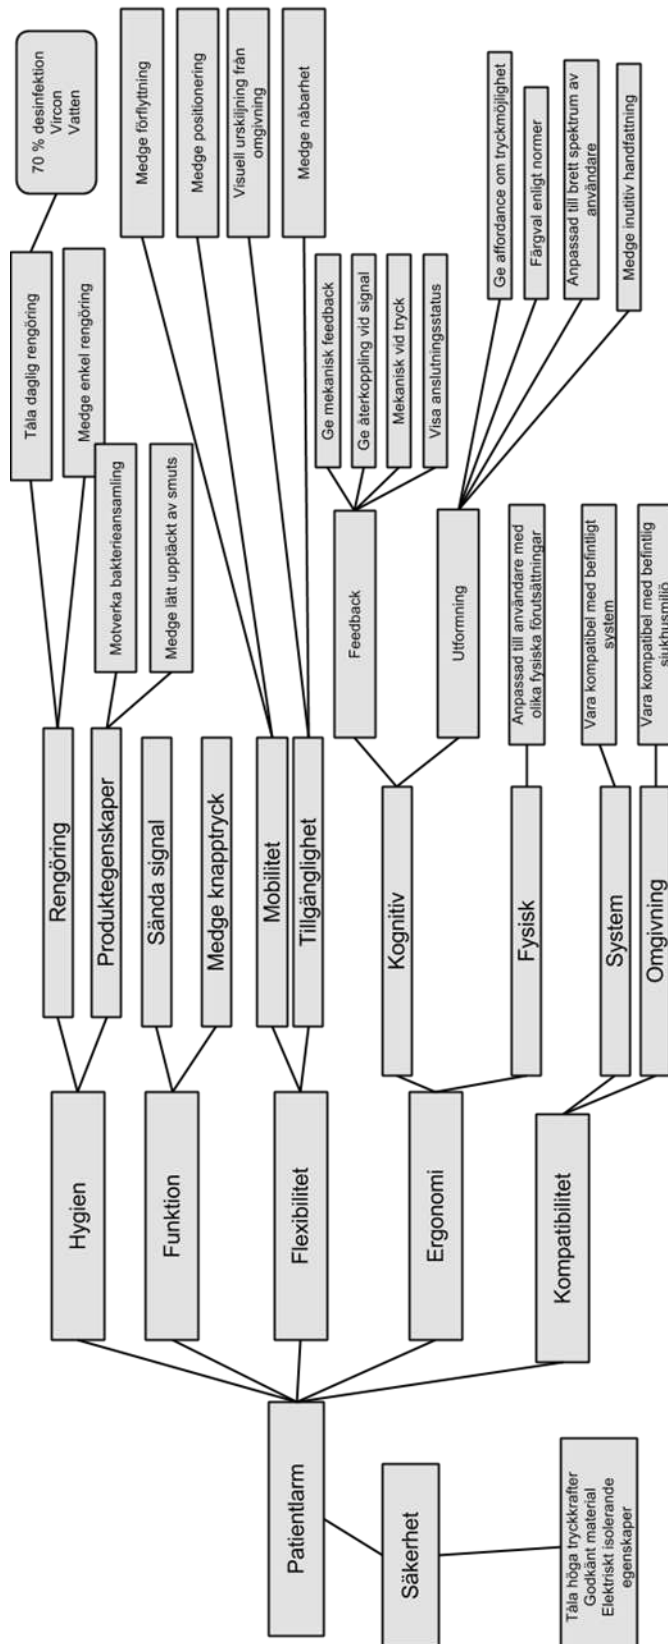 Patientlarm
Säkerhet
Tåla höga tryckkrafter
Godkänt material
Elektriskt isolerande
egenskaper
Hygien
Rengöring
Tåla daglig rengöring
70 % desinfektion
Vircon
Vatten
Medge enkel rengöring
Produktegenskaper
Motverka bakterieansamling
Medge lätt upptäckt av smuts
Funktion
Sända signal
Medge knapptryck
Flexibilitet
Mobilitet
Medge förflyttning
Medge positionering
Tillgänglighet
Visuell urskiljning från
omgivning
Medge nåbarhet
Ergonomi
Kognitiv
Feedback
Ge mekanisk feedback
Ge återkoppling vid signal
Mekanisk vid tryck
Visa anslutningsstatus
Utformning
Ge affordance om tryckmöjlighet
Färgval enligt normer
Anpassad till brett spektrum av
användare
Medge inutitiv handfattning
Fysisk
Anpassad till användare med
olika fysiska förutsättningar
Kompatibilitet
System
Vara kompatibel med befintligt
system
Omgivning
Vara kompatibel med befintlig
sjukhusmiljö